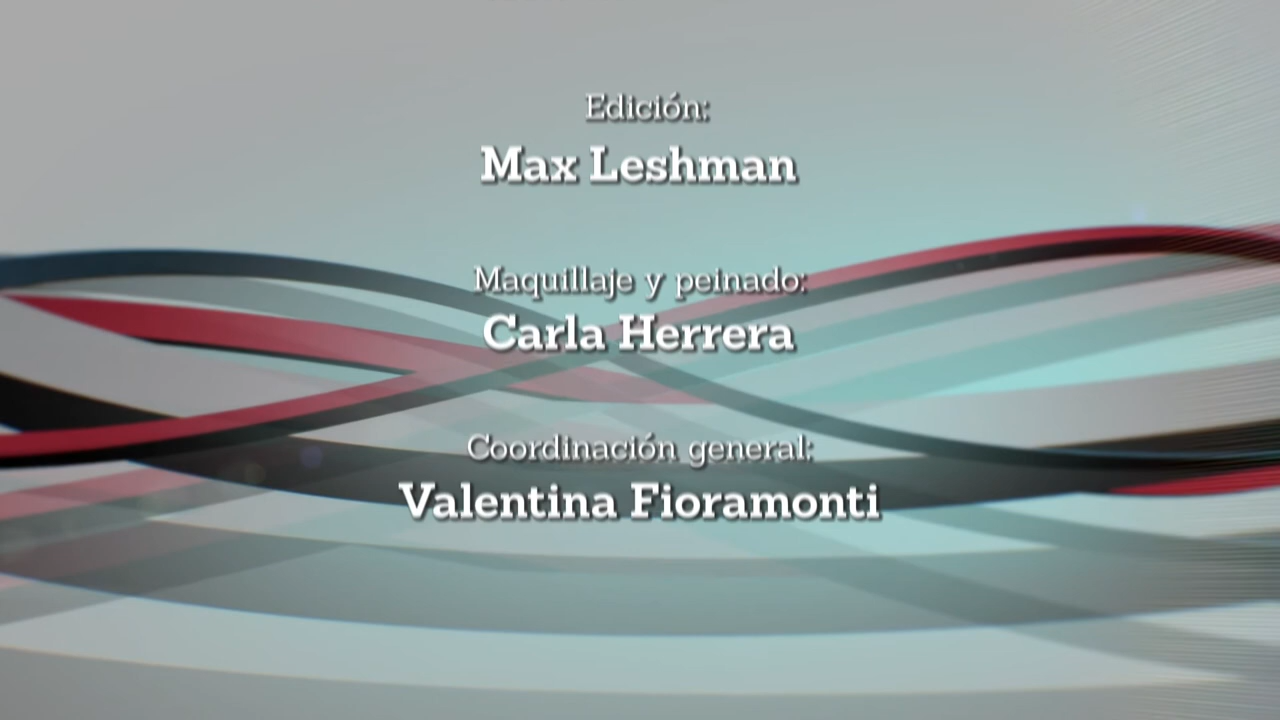 Edición:
Max Leshman
Maquillaje y peinado:
Carla Herrera
Coordinación general:
Valentina Fioramonti